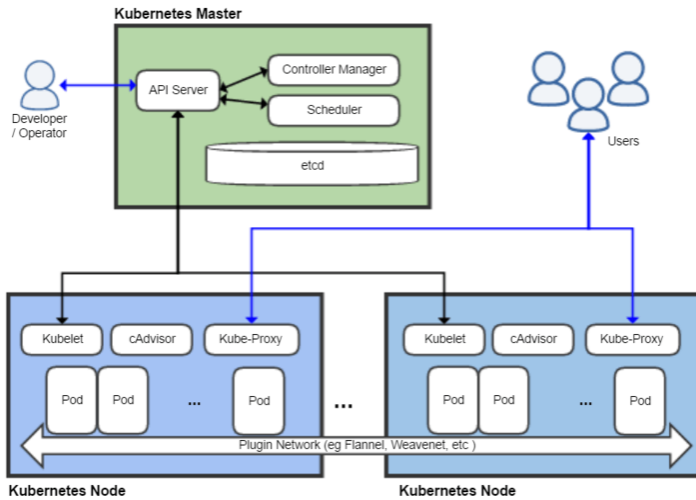 Kubernetes Master
API Server
Controller Manager
Scheduler
etcd
Developer
/ Operator
Users
Kubelet
cAdvisor
Kube-Proxy
Pod
Pod
...
Pod
...
Kubelet
cAdvisor
Kube-Proxy
Pod
Pod
...
Pod
Plugin Network (eg Flannel, Weavenet, etc )
Kubernetes Node
Kubernetes Node